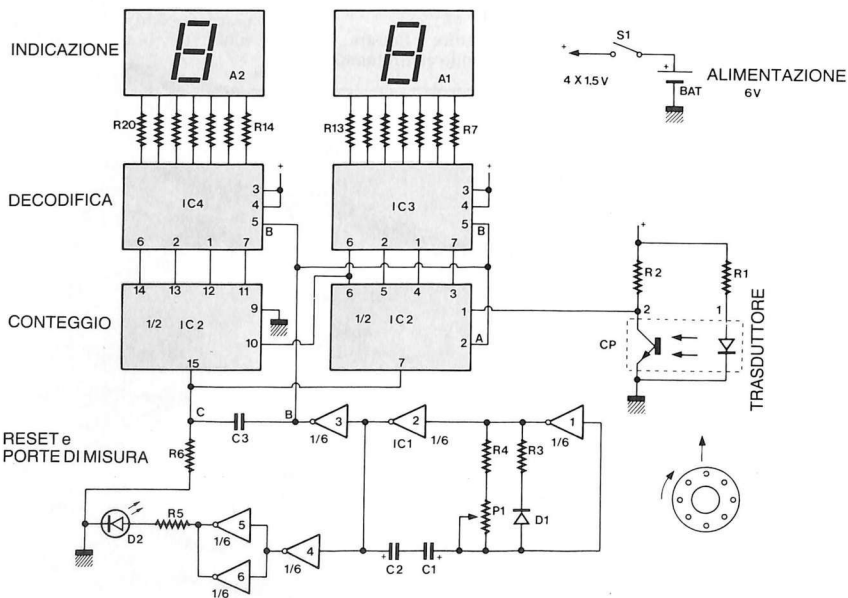 INDICAZIONE
A2
A1
S1
+
4 X 1.5 V
+
BAT
ALIMENTAZIONE
6V
R20
R14
R13
R7
DECODIFICA
IC4
3
4
5
+
B
6 2 1 7
IC3
3
4
5
+
B
6 2 1 7
CONTEGGIO
14 13 12 11
1/2 IC2
9
10
15
6 5 4 3
1/2 IC2
1
2
A
7
+
R2
R1
2
1
CP
TRASDUTTORE
RESET e
PORTE DI MISURA
C
C3
B
3
1/6
2
IC1
1/6
1
1/6
R6
R4
R3
P1
D1
D2
R5
5
1/6
6
1/6
4
1/6
+
C2
C1
+